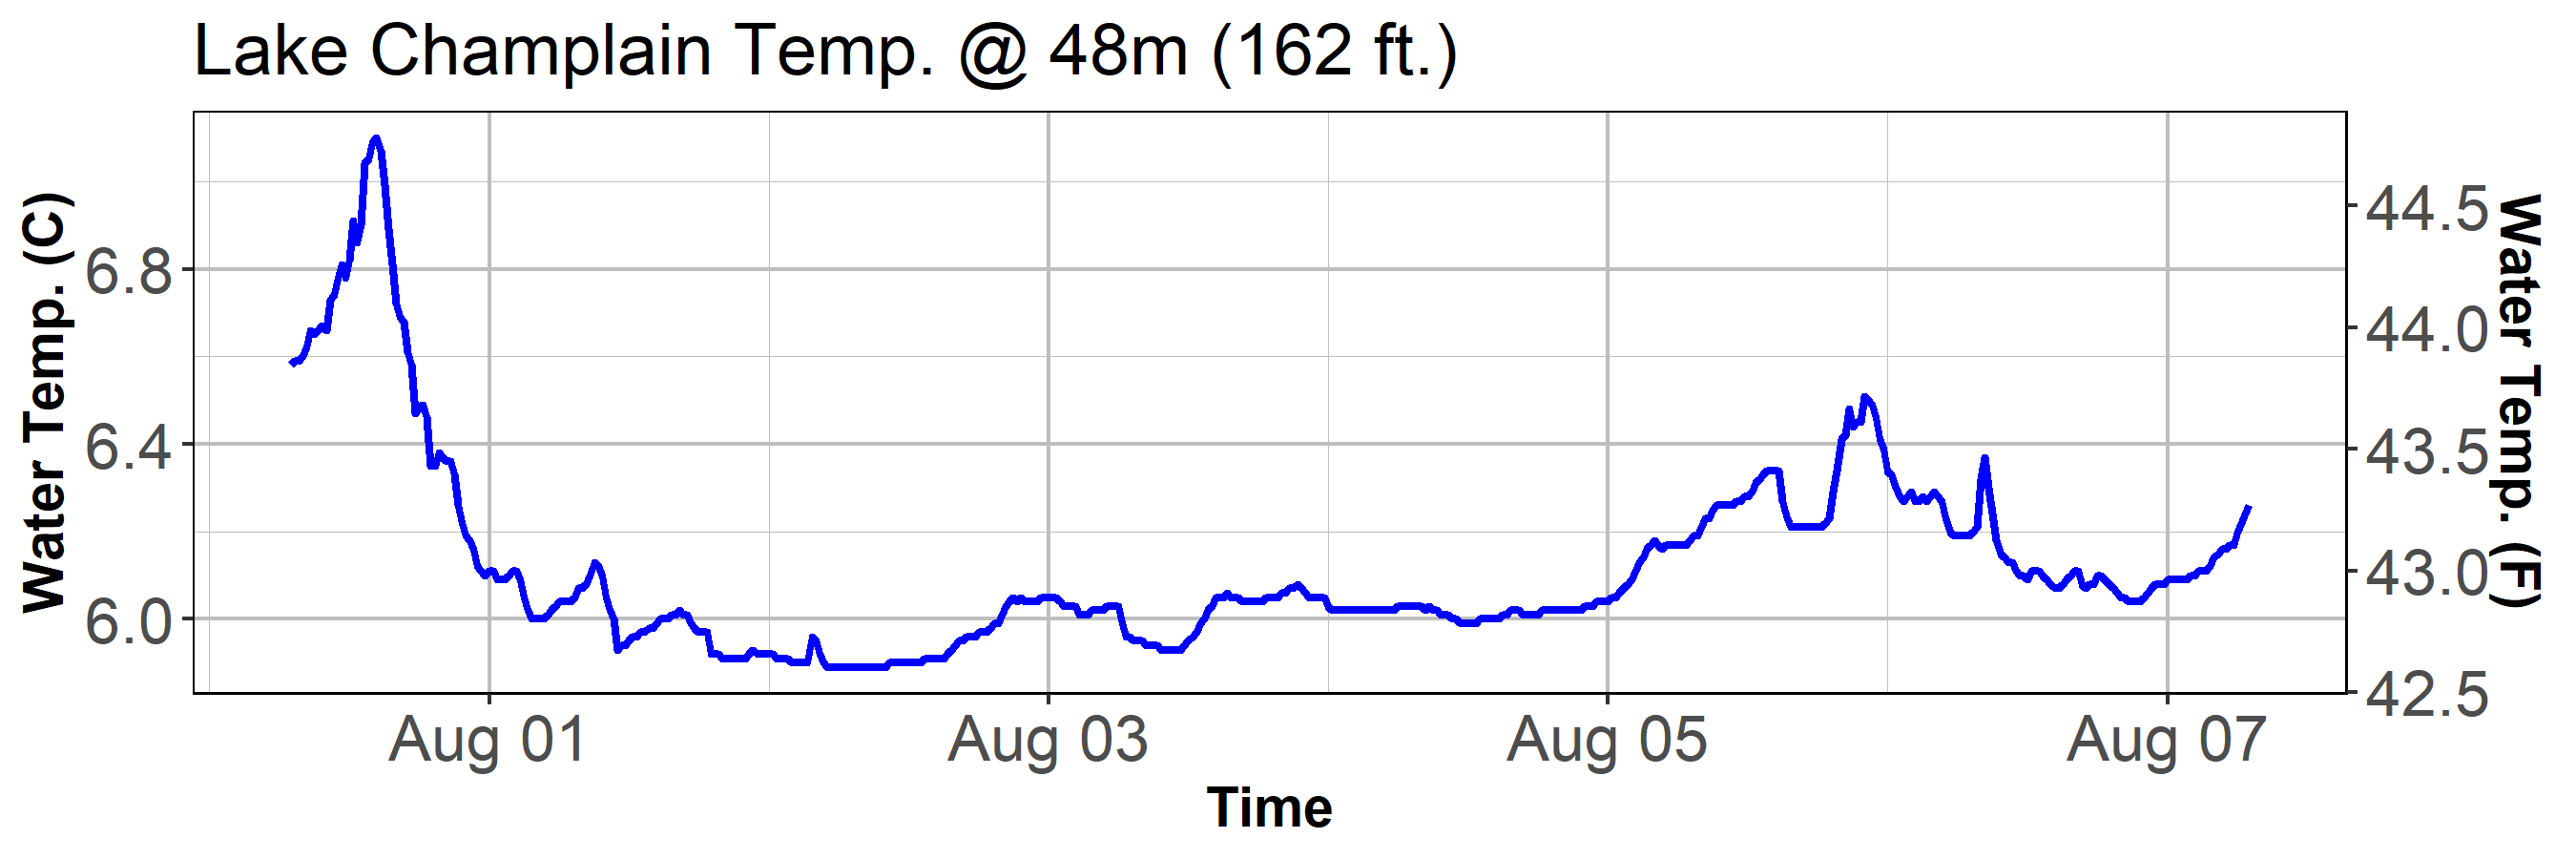 Lake Champlain Temp. @ 48m (162 ft.)
Water Temp. (C)
6.8
6.4
6.0
44.5
44.0
43.5
43.0
42.5
Water Temp. (F)
Aug 01 Aug 03 Aug 05 Aug 07
Time